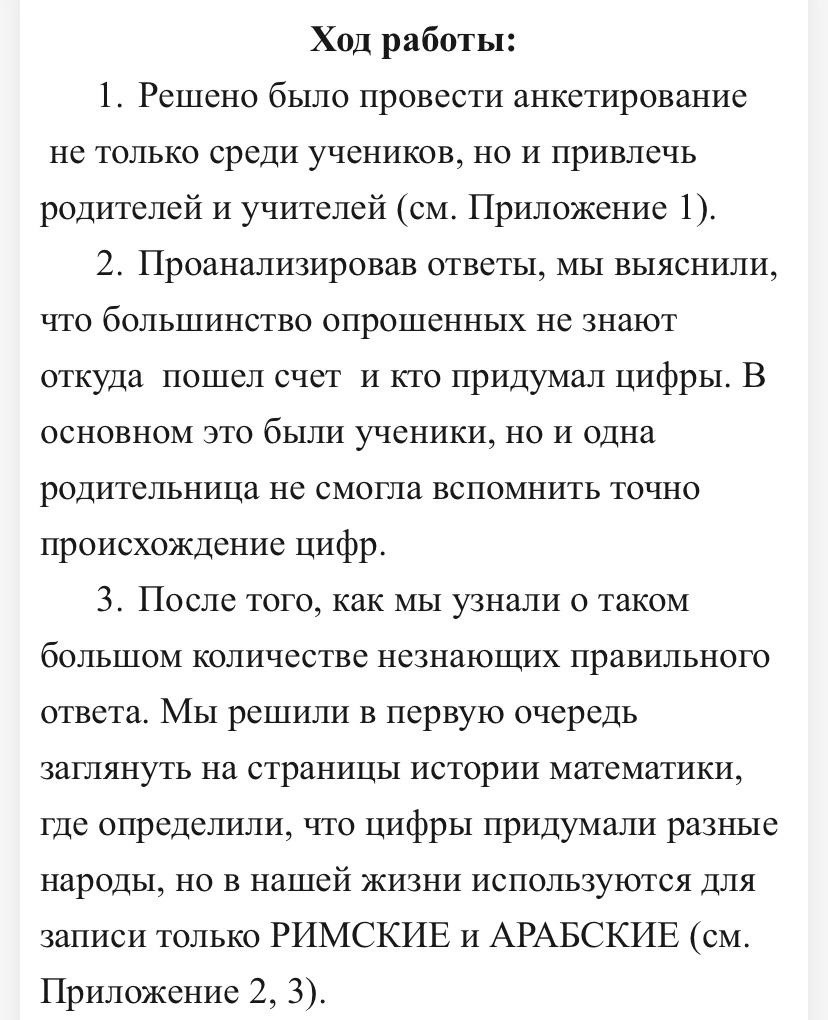 Ход работы:
1. Решено было провести анкетирование
не только среди учеников, но и привлечь
родителей и учителей (см. Приложение 1).
2. Проанализировав ответы, мы выяснили,
что большинство опрошенных не знают
откуда  пошел счет  и кто придумал цифры. В
основном это были ученики, но и одна
родительница не смогла вспомнить точно
происхождение цифр.
3. После того, как мы узнали о таком
большом количестве незнающих правильного
ответа. Мы решили в первую очередь
заглянуть на страницы истории математики,
где определили, что цифры придумали разные
народы, но в нашей жизни используются для
записи только РИМСКИЕ и АРАБСКИЕ (см.
Приложение 2, 3).